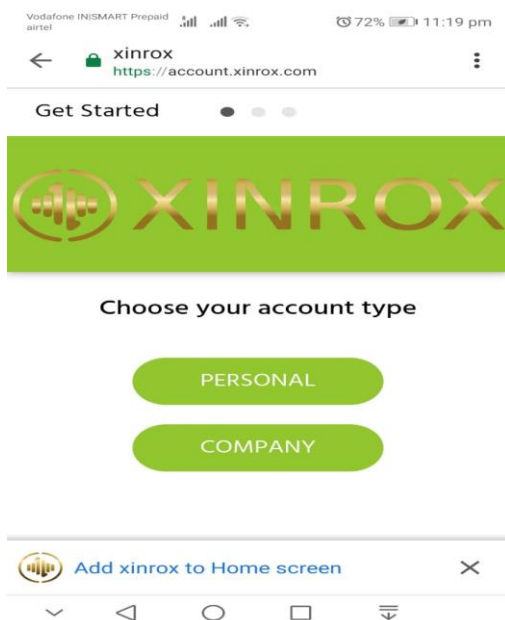 Vodafone IN|SMART Prepaid
airtel
72% 11:19 pm
xinrox
https://account.xinrox.com
Get Started
XINROX
Choose your account type
PERSONAL
COMPANY
Add xinrox to Home screen